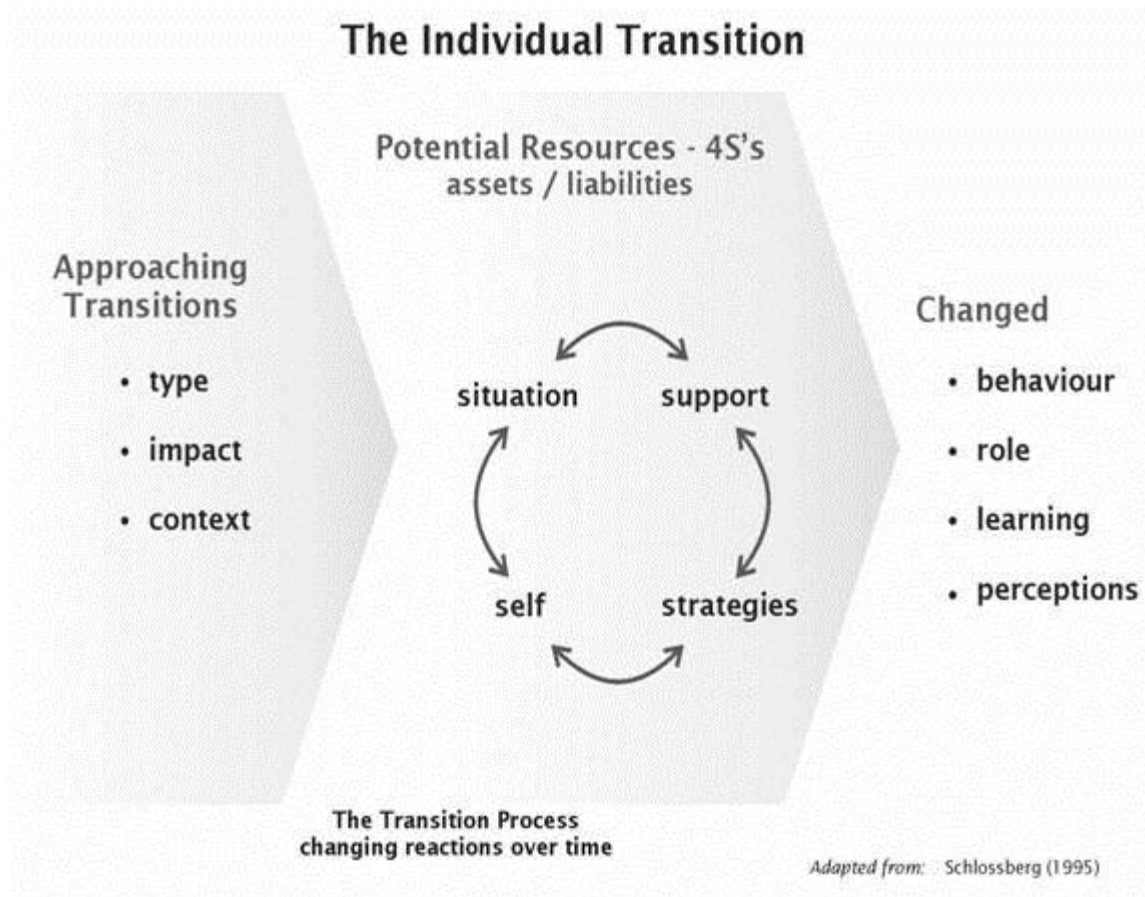 The Individual Transition
Potential Resources - 4S's
assets / liabilities
Approaching
Transitions
• type
• impact
• context
situation
support
self
strategies
Changed
• behaviour
• role
• learning
• perceptions
The Transition Process
changing reactions over time
Adapted from: Schlossberg (1995)